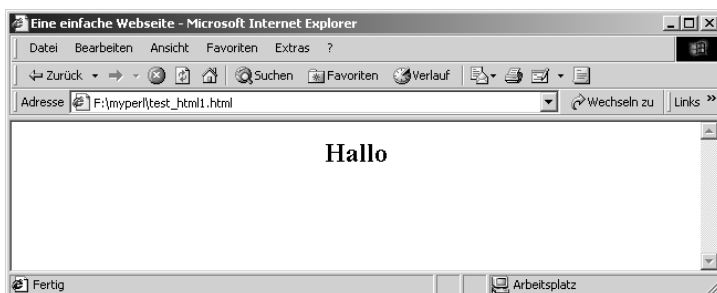 Eine einfache Webseite - Microsoft Internet Explorer
Datei Bearbeiten Ansicht Favoriten Extras ?
Zurück Suchen Favoriten Verlauf
Adresse F:\myperl\test_html1.html Wechseln zu Links »
Hallo
Fertig Arbeitsplatz